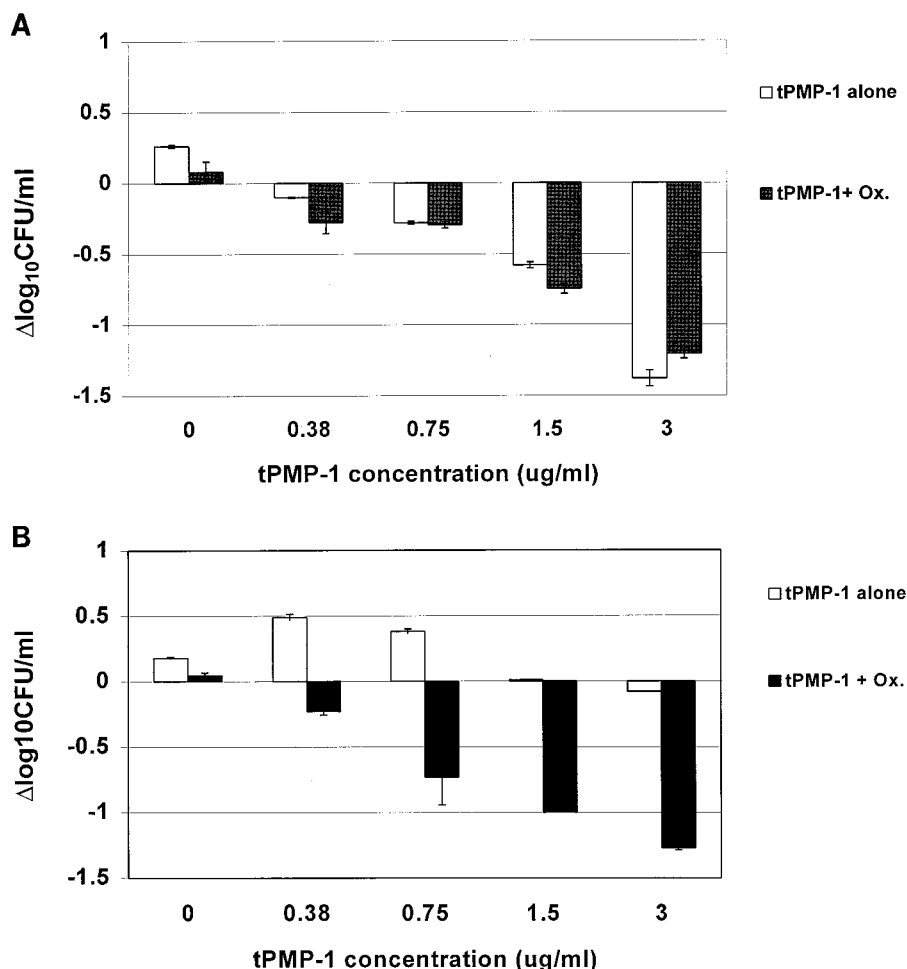 A
1
0.5
0
-0.5
-1
-1.5
Δlog₁₀CFU/ml
0 0.38 0.75 1.5 3
tPMP-1 concentration (ug/ml)
tPMP-1 alone
tPMP-1+ Ox.
B
1
0.5
0
-0.5
-1
-1.5
Δlog10CFU/ml
0 0.38 0.75 1.5 3
tPMP-1 concentration (ug/ml)
tPMP-1 alone
tPMP-1 + Ox.